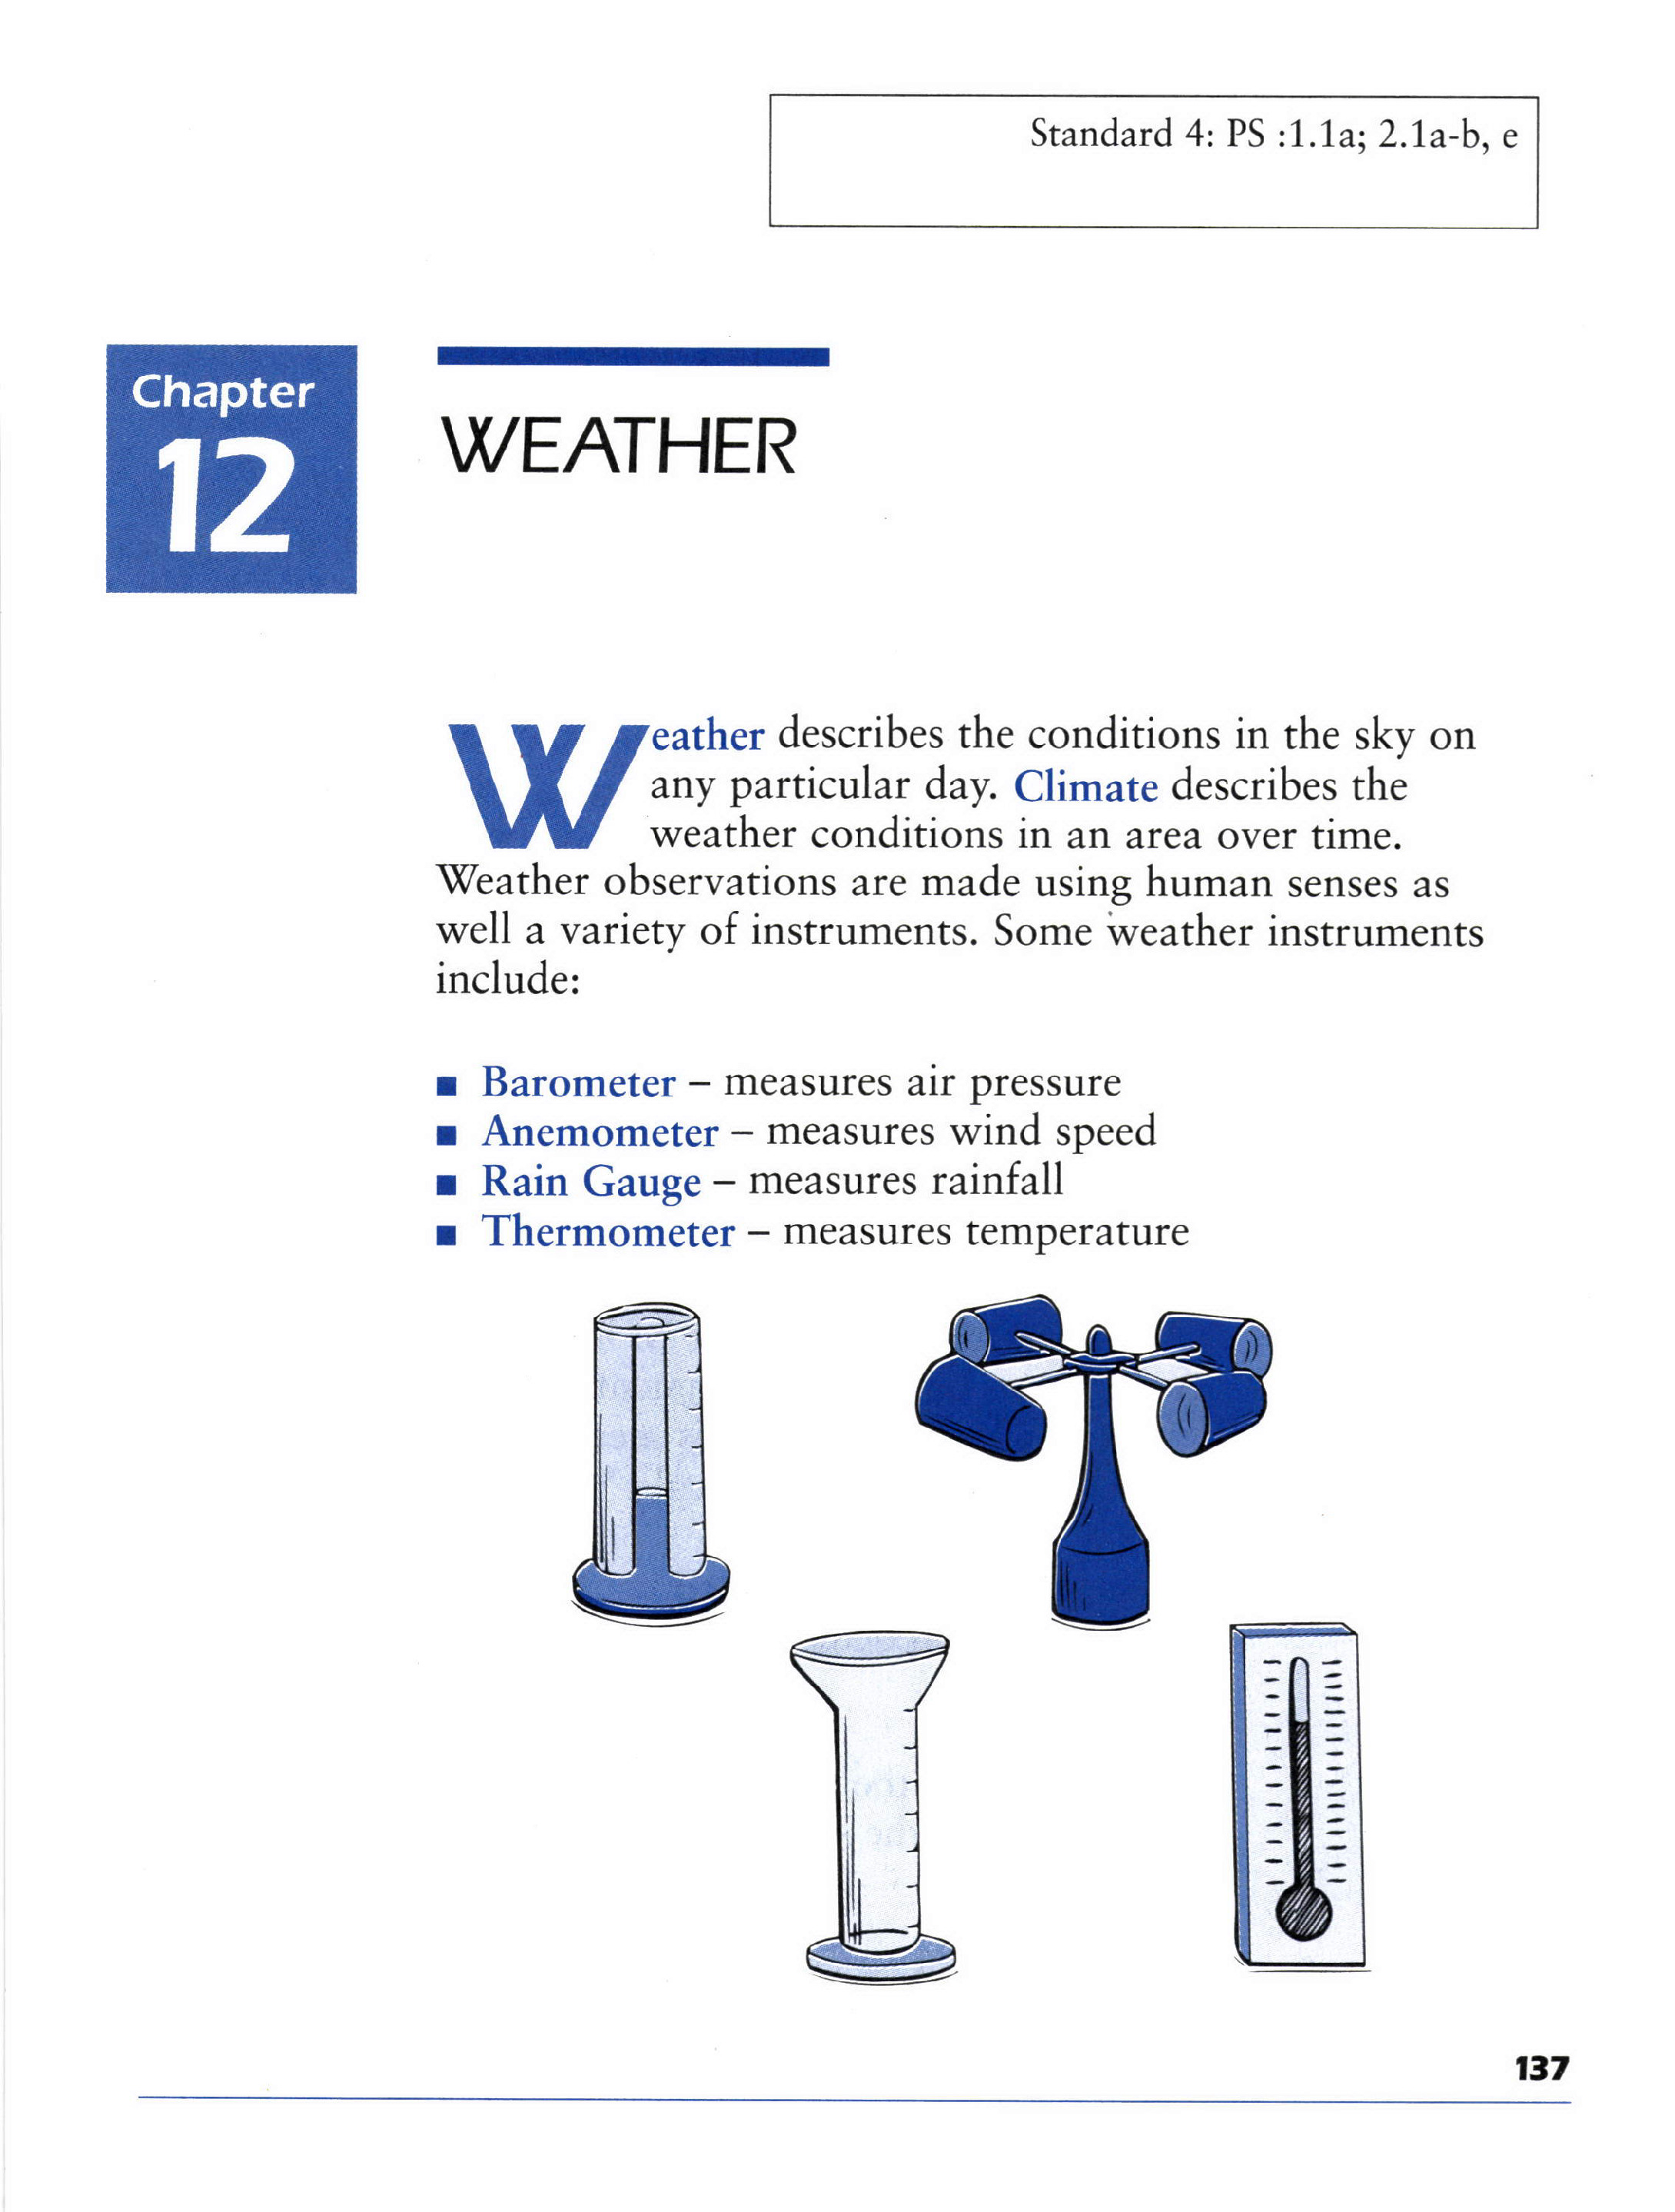 Standard 4: PS :1.1a; 2.1a-b, e
Chapter
12
WEATHER
Weather describes the conditions in the sky on
any particular day. Climate describes the
weather conditions in an area over time.
Weather observations are made using human senses as
well a variety of instruments. Some weather instruments
include:
■ Barometer – measures air pressure
■ Anemometer – measures wind speed
■ Rain Gauge – measures rainfall
■ Thermometer – measures temperature
137